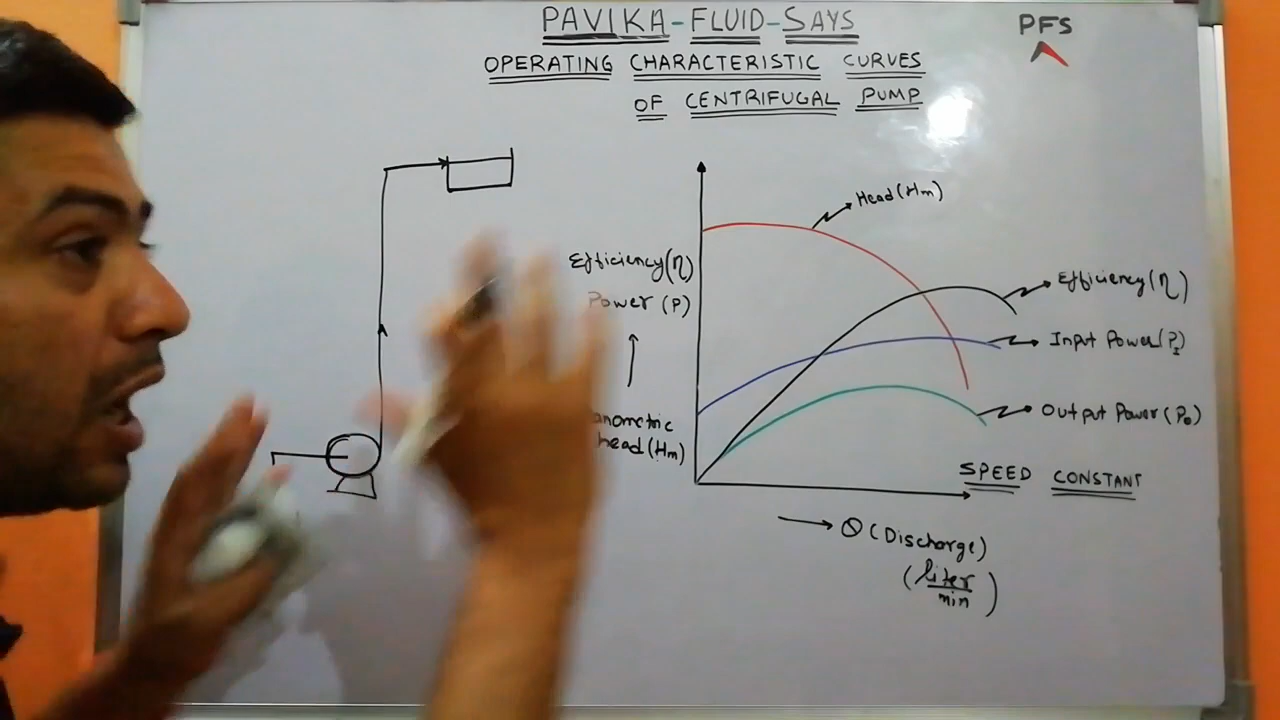 PAVIKA-FLUID-SAYS
PFS
OPERATING CHARACTERISTIC CURVES
OF CENTRIFUGAL PUMP
Head (Hm)
Efficiency (η)
Power (P)
anometric
head (Hm)
Efficiency (η)
Input Power (PI)
Output Power (Po)
SPEED CONSTANT
Q (Discharge)
(liter
min)